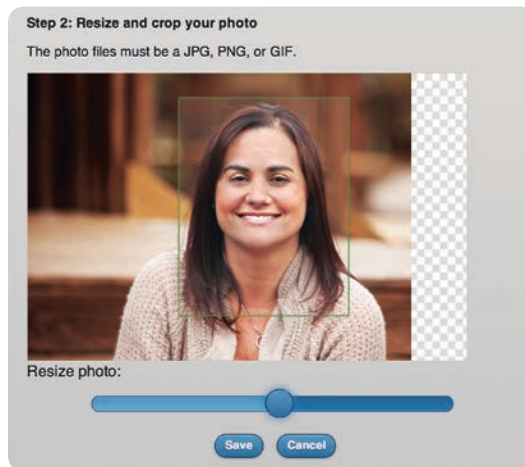 Step 2: Resize and crop your photo
The photo files must be a JPG, PNG, or GIF.
Resize photo:
Save Cancel